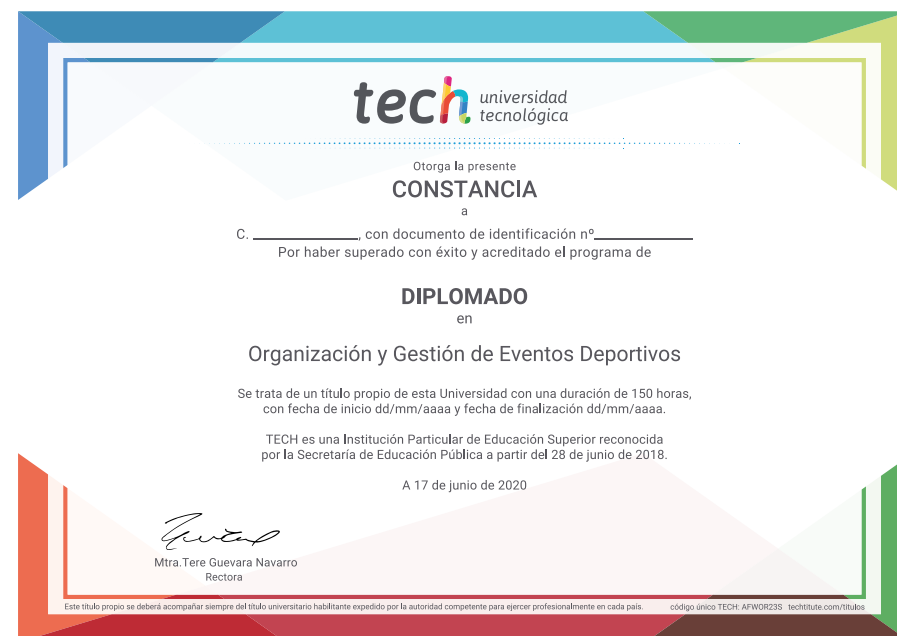 tech universidad
tecnológica
Otorga la presente
CONSTANCIA
a
C. ______________, con documento de identificación nº______________
Por haber superado con éxito y acreditado el programa de
DIPLOMADO
en
Organización y Gestión de Eventos Deportivos
Se trata de un título propio de esta Universidad con una duración de 150 horas,
con fecha de inicio dd/mm/aaaa y fecha de finalización dd/mm/aaaa.
TECH es una Institución Particular de Educación Superior reconocida
por la Secretaría de Educación Pública a partir del 28 de junio de 2018.
A 17 de junio de 2020
Mtra.Tere Guevara Navarro
Rectora
Este título propio se deberá acompañar siempre del título universitario habilitante expedido por la autoridad competente para ejercer profesionalmente en cada país. código único TECH: AFWOR23S techtitute.com/titulos